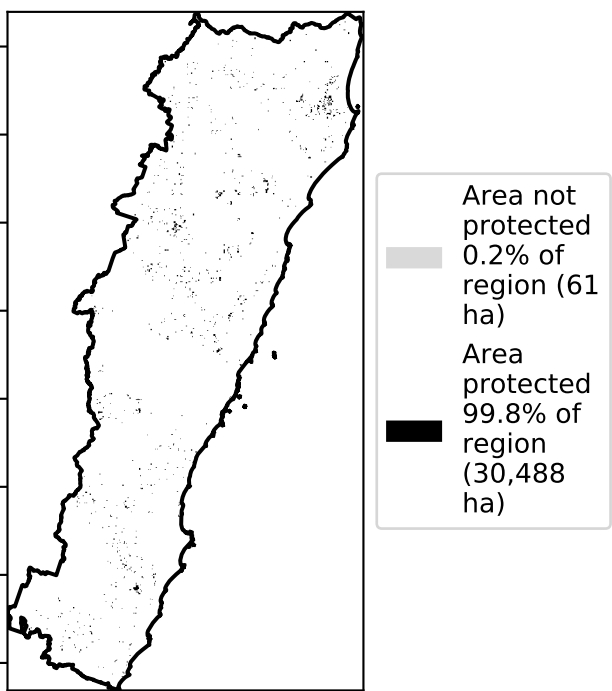 Area not
protected
0.2% of
region (61
ha)
Area
protected
99.8% of
region
(30,488
ha)